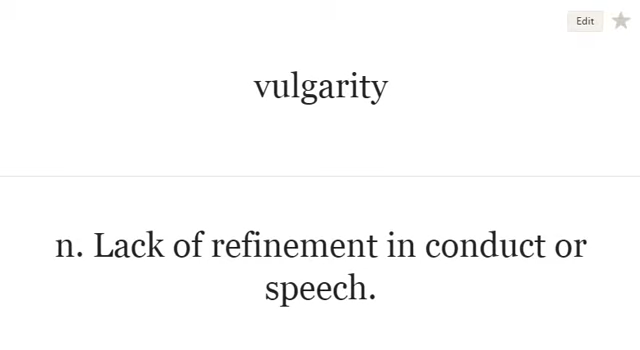 Edit
vulgarity
n. Lack of refinement in conduct or
speech.